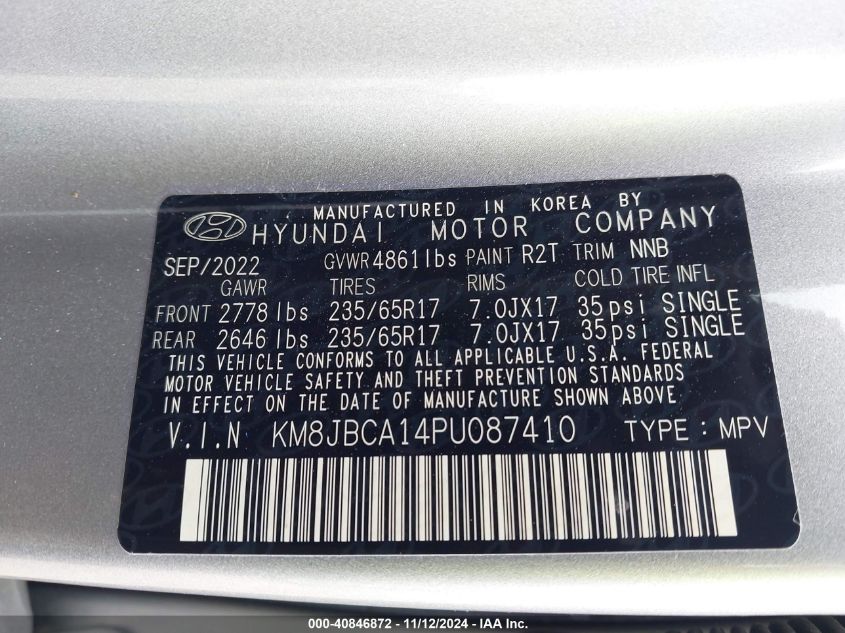 MANUFACTURED IN KOREA BY
HYUNDAI MOTOR COMPANY
SEP/2022 GVWR 4861 lbs PAINT R2T TRIM NNB
GAWR TIRES RIMS COLD TIRE INFL
FRONT 2778 lbs 235/65R17 7.0JX17 35psi SINGLE
REAR 2646 lbs 235/65R17 7.0JX17 35psi SINGLE
THIS VEHICLE CONFORMS TO ALL APPLICABLE U.S.A. FEDERAL
MOTOR VEHICLE SAFETY AND THEFT PREVENTION STANDARDS
IN EFFECT ON THE DATE OF MANUFACTURE SHOWN ABOVE
V.I.N KM8JBCA14PU087410 TYPE : MPV
000-40846872 - 11/12/2024 - IAA Inc.